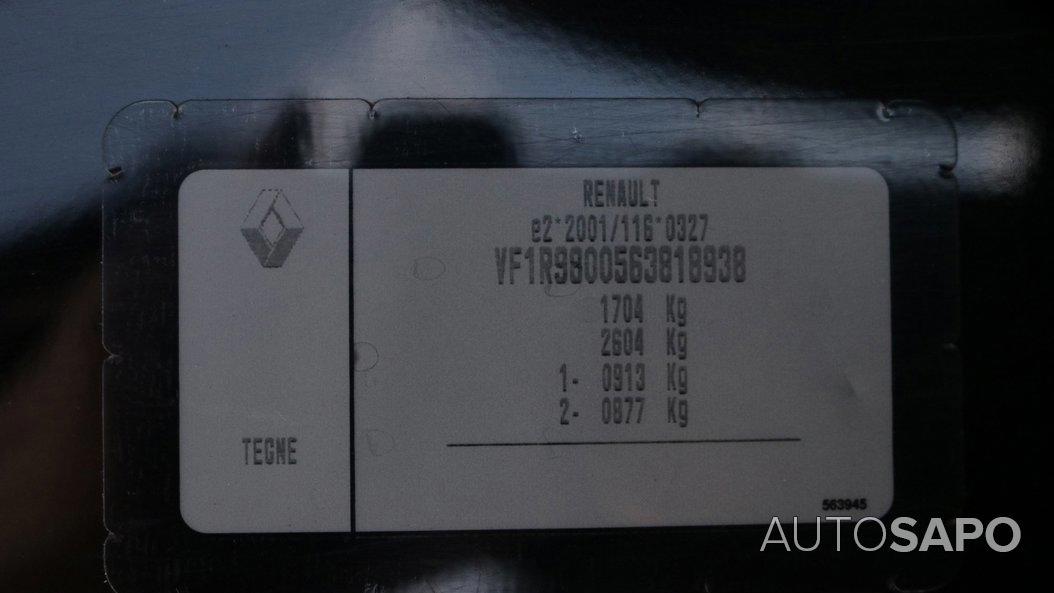 RENAULT
e2*2001/116*0327
VF1R9800563818938
1704 Kg
2604 Kg
1- 0913 Kg
2- 0877 Kg
TEGNE
563945
AUTOSAPO